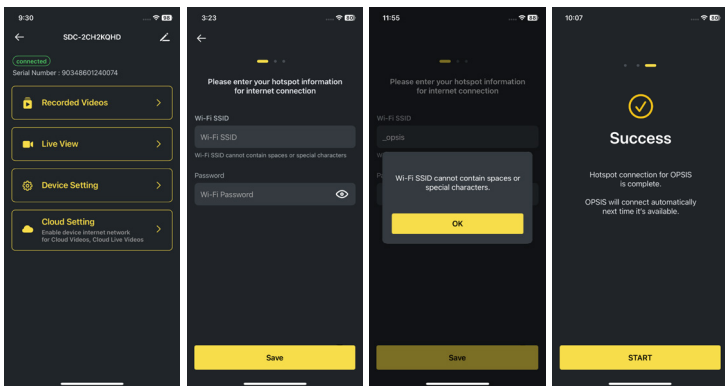 9:30
58
SDC-2CH2KQHD
connected
Serial Number : 90348601240074
Recorded Videos
Live View
Device Setting
Cloud Setting
Enable device internet network
for Cloud Videos, Cloud Live Videos
3:23
80
Please enter your hotspot information
for internet connection
Wi-Fi SSID
Wi-Fi SSID
Wi-Fi SSID cannot contain spaces or special characters
Password
Wi-Fi Password
Save
11:55
80
Please enter your hotspot information
for internet connection
Wi-Fi SSID
_opsis
Wi-Fi SSID cannot contain spaces or
special characters.
OK
Save
10:07
80
Success
Hotspot connection for OPSIS
is complete.
OPSIS will connect automatically
next time it's available.
START